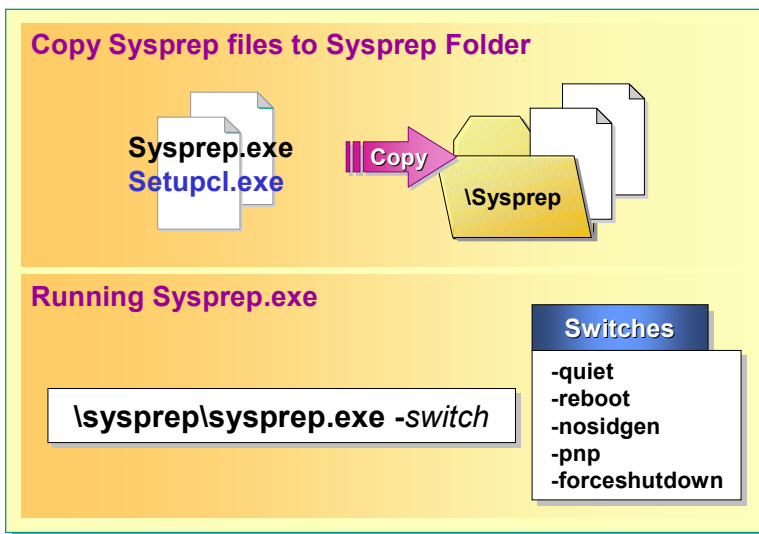 Copy Sysprep files to Sysprep Folder
Sysprep.exe
Setupcl.exe
Copy
\Sysprep
Running Sysprep.exe
\sysprep\sysprep.exe -switch
Switches
-quiet
-reboot
-nosidgen
-pnp
-forceshutdown